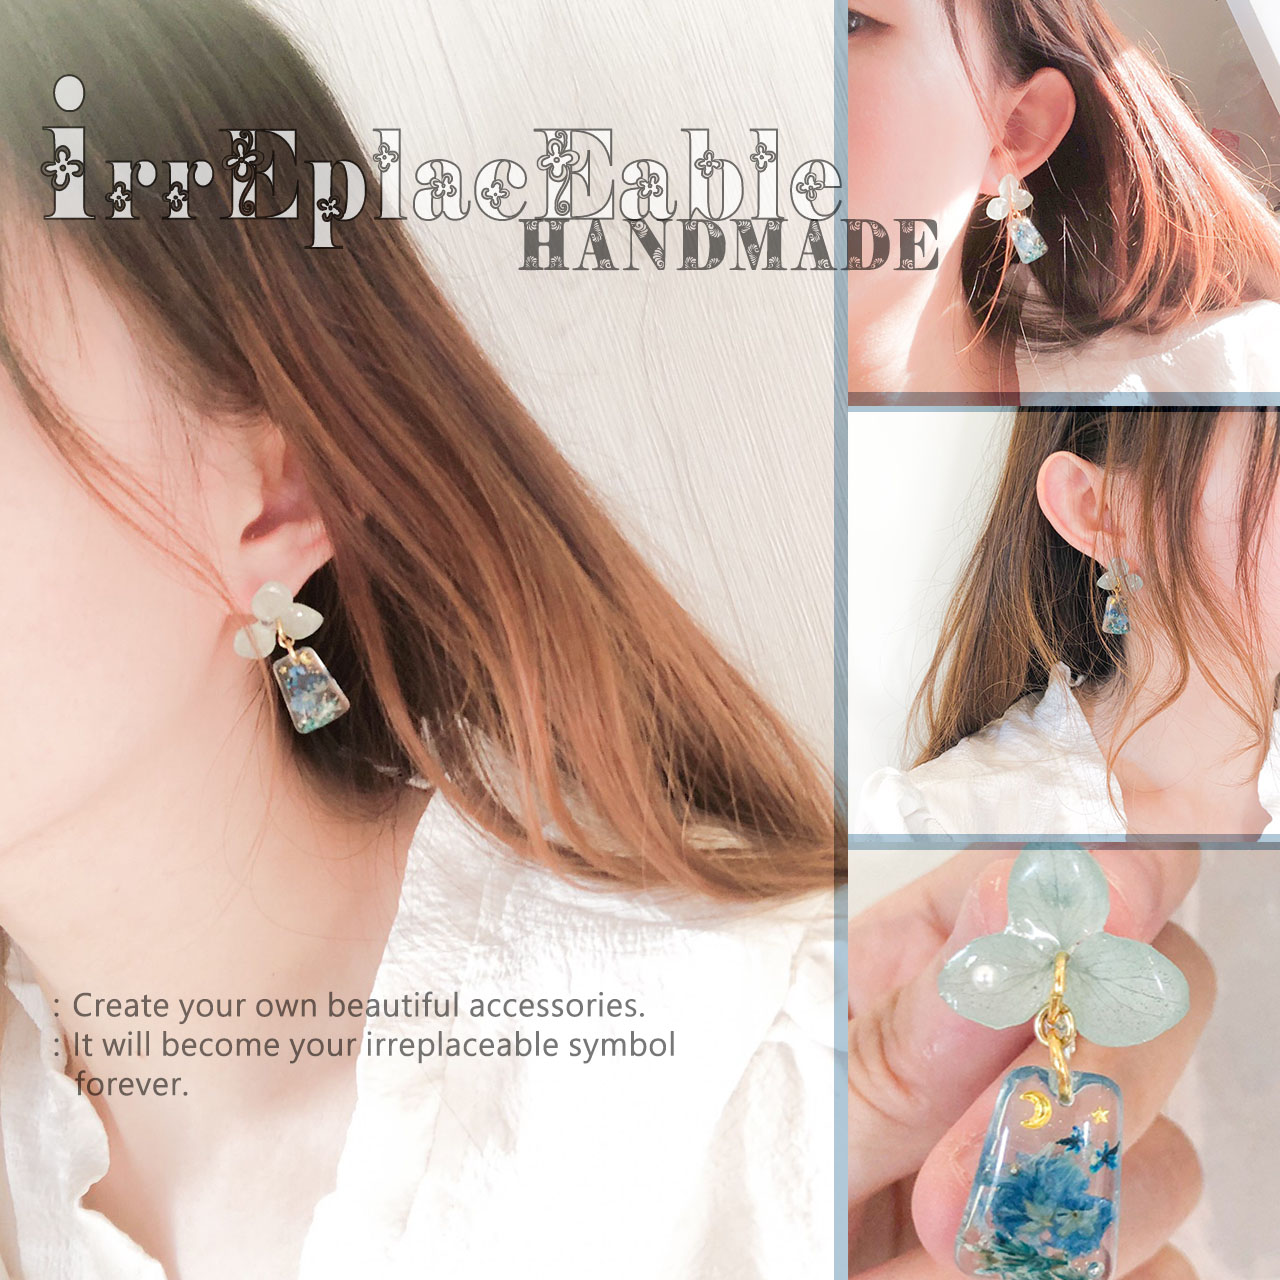 irrEplacEable
HANDMADE
: Create your own beautiful accessories.
: It will become your irreplaceable symbol
forever.